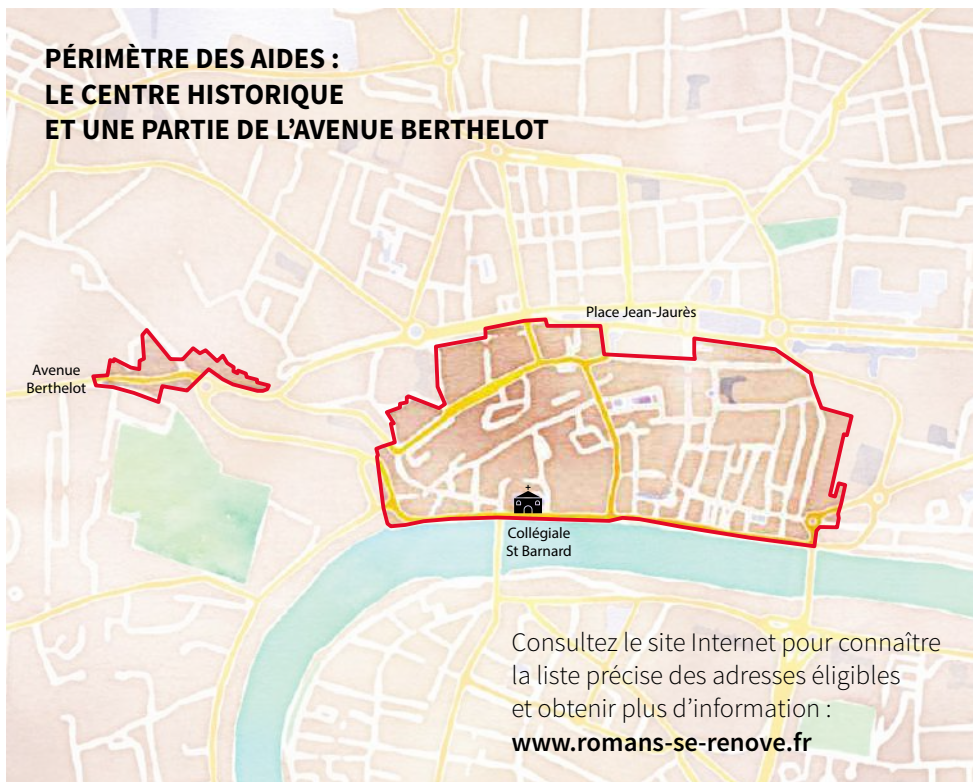 PÉRIMÈTRE DES AIDES :
LE CENTRE HISTORIQUE
ET UNE PARTIE DE L’AVENUE BERTHELOT
Place Jean-Jaurès
Avenue
Berthelot
Collégiale
St Barnard
Consultez le site Internet pour connaître
la liste précise des adresses éligibles
et obtenir plus d’information :
www.romans-se-renove.fr